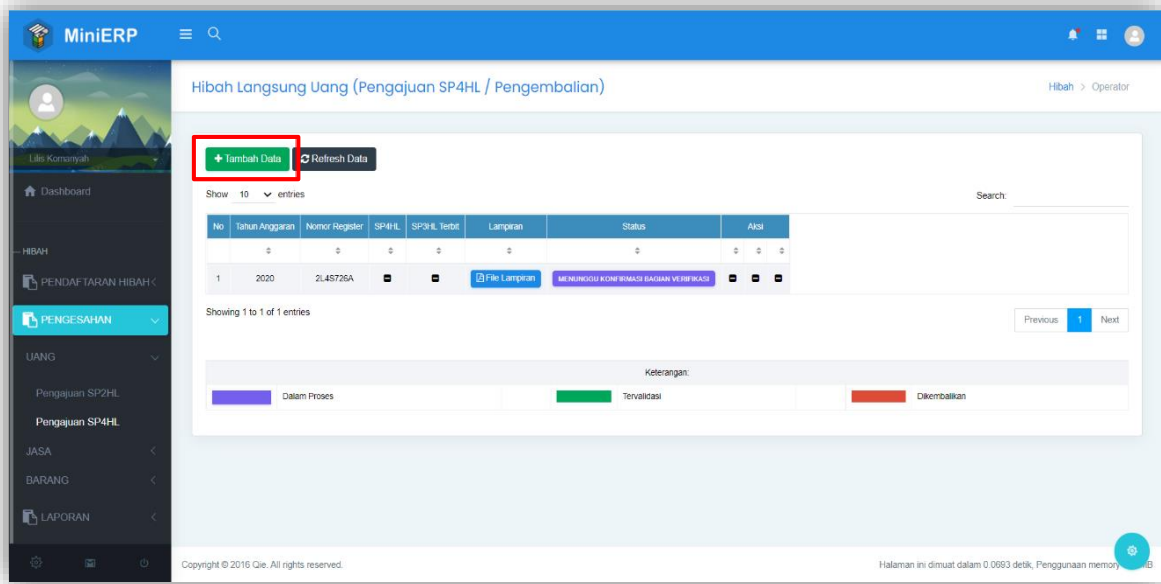 MiniERP
Hibah Langsung Uang (Pengajuan SP4HL / Pengembalian)
Hibah > Operator
Lilis Komariyah
Tambah Data
Refresh Data
Dashboard
Show 10 entries
Search:
No Tahun Anggaran Nomor Register SP4HL SP3HL Terbit Lampiran Status Aksi
HIBAH
1 2020 2L4S726A File Lampiran MENUNGGU KONFIRMASI BAGIAN VERIFIKASI
PENDAFTARAN HIBAH
Showing 1 to 1 of 1 entries
Previous 1 Next
PENGESAHAN
UANG
Keterangan:
Pengajuan SP2HL
Dalam Proses
Tervalidasi
Dikembalikan
Pengajuan SP4HL
JASA
BARANG
LAPORAN
Copyright © 2016 Qie. All rights reserved.
Halaman ini dimuat dalam 0.0693 detik, Penggunaan memory